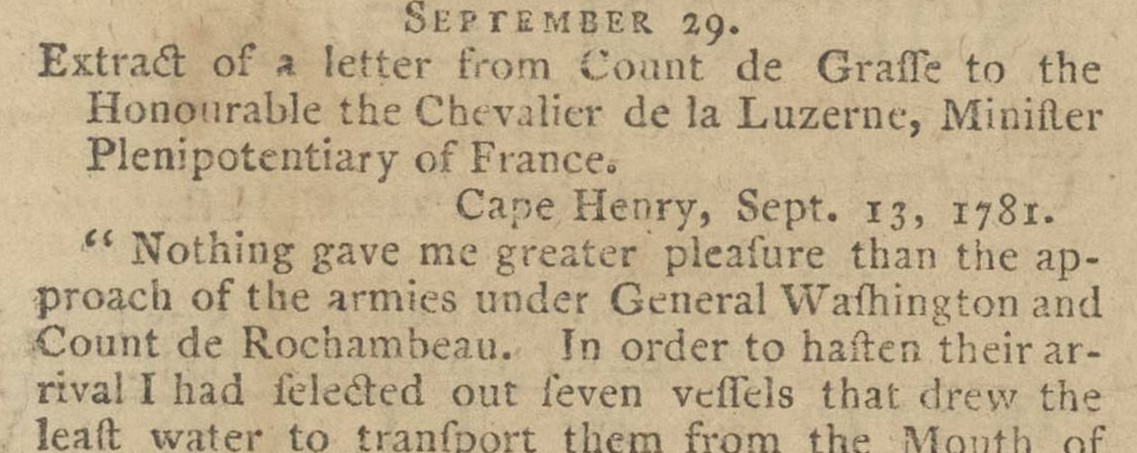 SEPTEMBER 29.
Extract of a letter from Count de Graſſe to the
Honourable the Chevalier de la Luzerne, Miniſter
Plenipotentiary of France.
Cape Henry, Sept. 13, 1781.
“ Nothing gave me greater pleaſure than the ap-
proach of the armies under General Waſhington and
Count de Rochambeau. In order to haſten their ar-
rival I had ſelected out ſeven veſſels that drew the
leaſt water to tranſport them from the Mouth of